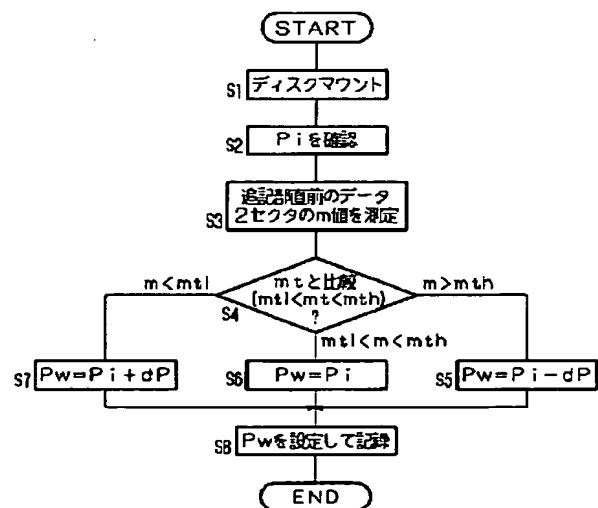 START
S1 ディスクマウント
S2 Piを確認
S3 追記部直前のデータ
2セクタのm値を測定
m<mtl
mtと比較
(mtl<mt<mth)
?
m>mth
S4
mtl<m<mth
S7 Pw=Pi+dP
S6 Pw=Pi
S5 Pw=Pi-dP
S8 Pwを設定して記録
END